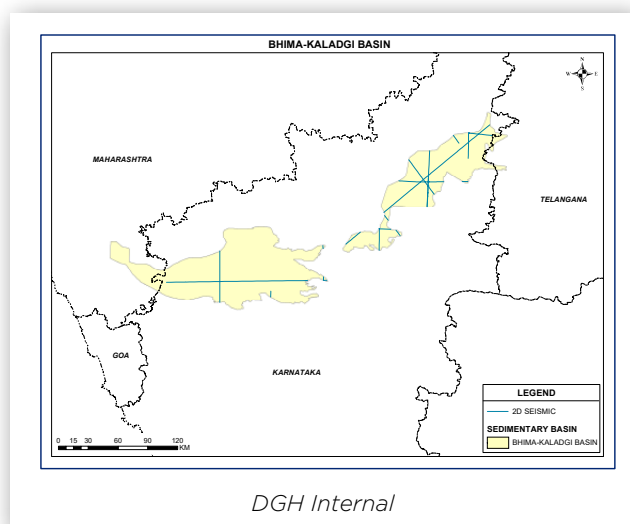 BHIMA-KALADGI BASIN
N
W E
S
MAHARASHTRA
TELANGANA
GOA
KARNATAKA
LEGEND
2D SEISMIC
SEDIMENTARY BASIN
BHIMA-KALADGI BASIN
0 15 30 60 90 120
KM
DGH Internal